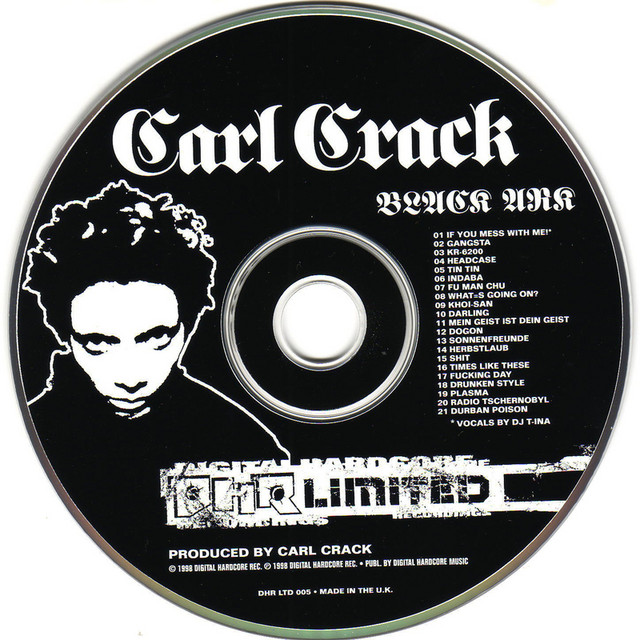 Carl Crack
BLACK ARK
01 IF YOU MESS WITH ME!*
02 GANGSTA
03 KR-6200
04 HEADCASE
05 TIN TIN
06 INDABA
07 FU MAN CHU
08 WHAT=S GOING ON?
09 KHOI-SAN
10 DARLING
11 MEIN GEIST IST DEIN GEIST
12 DOGON
13 SONNENFREUNDE
14 HERBSTLAUB
15 SHIT
16 TIMES LIKE THESE
17 FUCKING DAY
18 DRUNKEN STYLE
19 PLASMA
20 RADIO TSCHERNOBYL
21 DURBAN POISON
* VOCALS BY DJ T-INA
DIGITAL HARDCORE
DHR LIMITED
RECORDINGS
PRODUCED BY CARL CRACK
© 1998 DIGITAL HARDCORE REC. ℗ 1998 DIGITAL HARDCORE REC. • PUBL. BY DIGITAL HARDCORE MUSIC
DHR LTD 005 • MADE IN THE U.K.